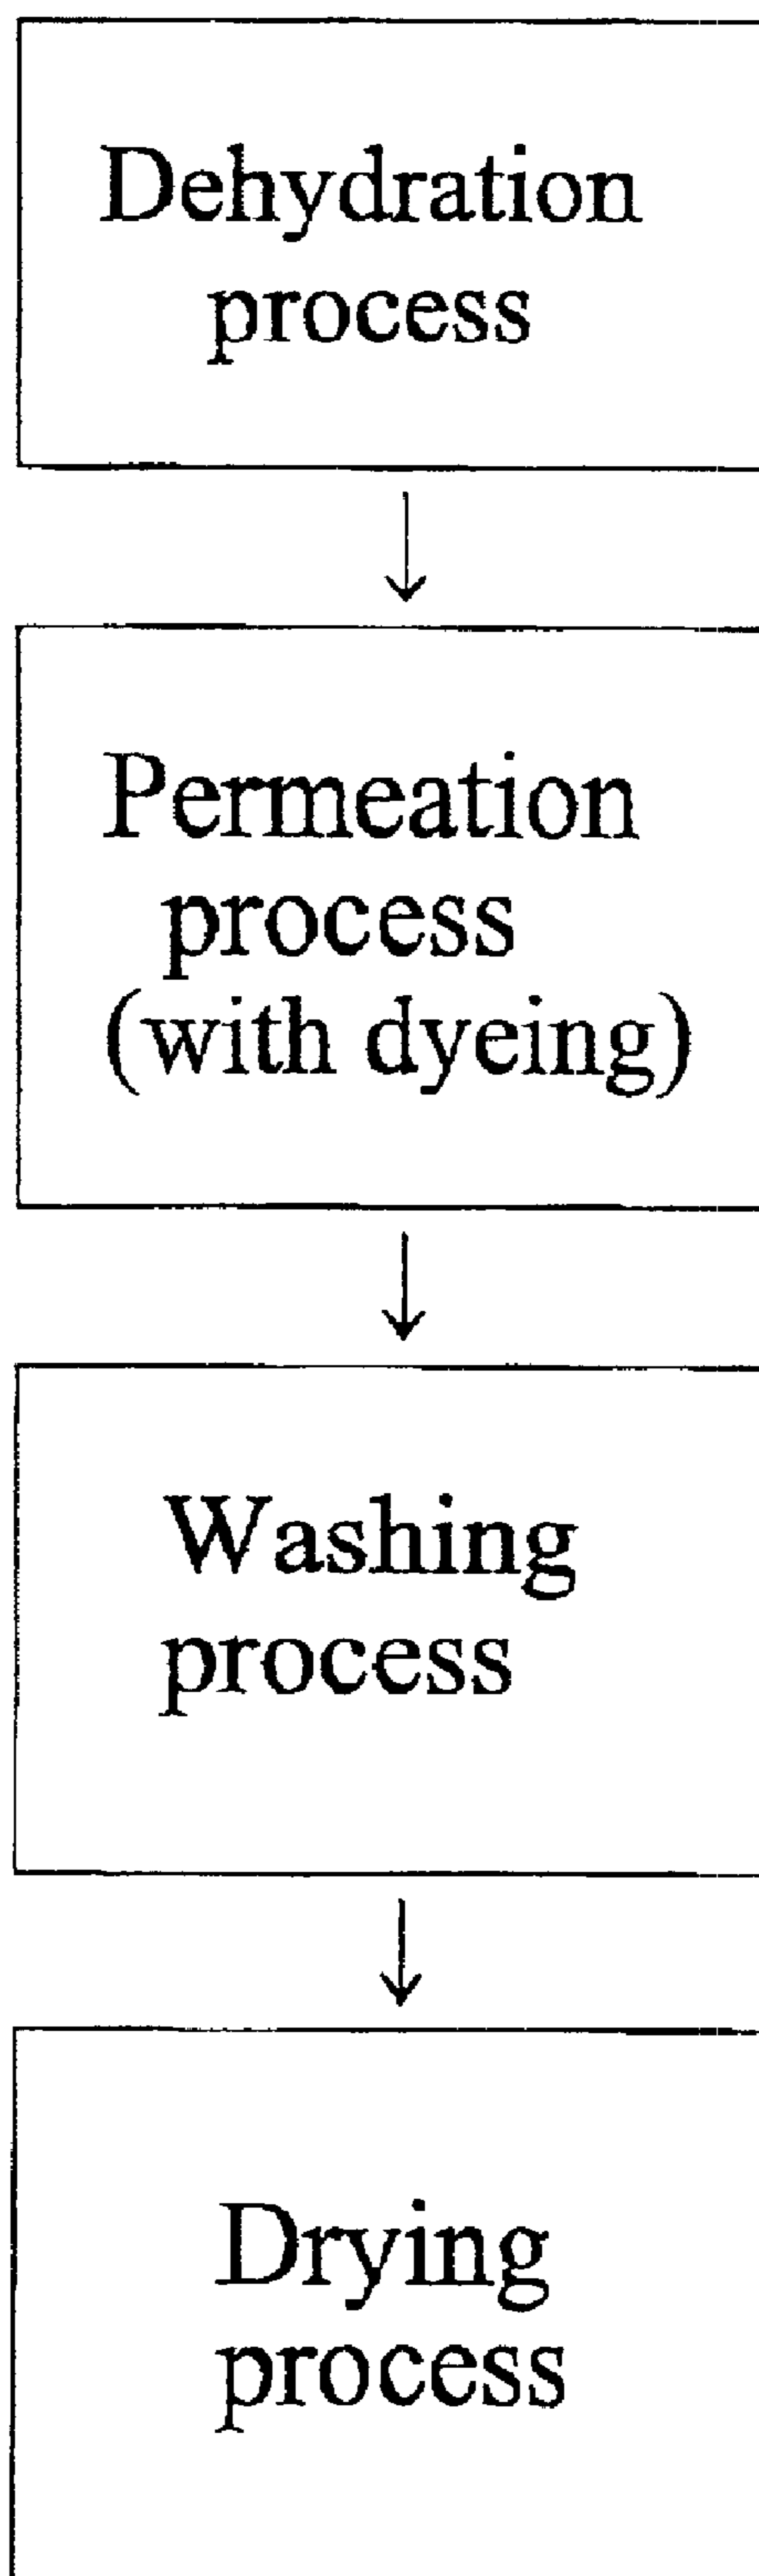 Dehydration
process
Permeation
process
(with dyeing)
Washing
process
Drying
process